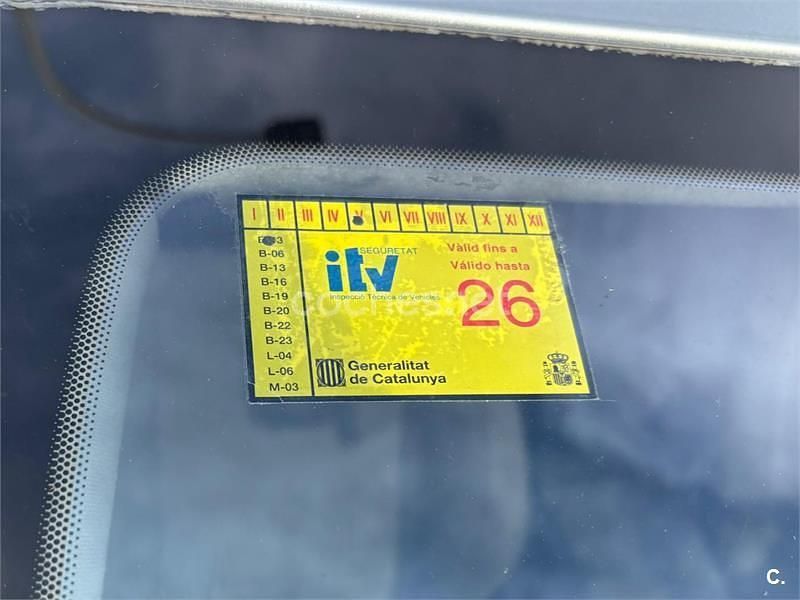 I II III IV V VI VII VIII IX X XI XII
B-06
B-13
B-16
B-19
B-20
B-22
B-23
L-04
L-06
M-03
SEGURETAT
itv
Inspecció Tècnica de Vehicles
Vàlid fins a
Válido hasta
26
Generalitat
de Catalunya
C.